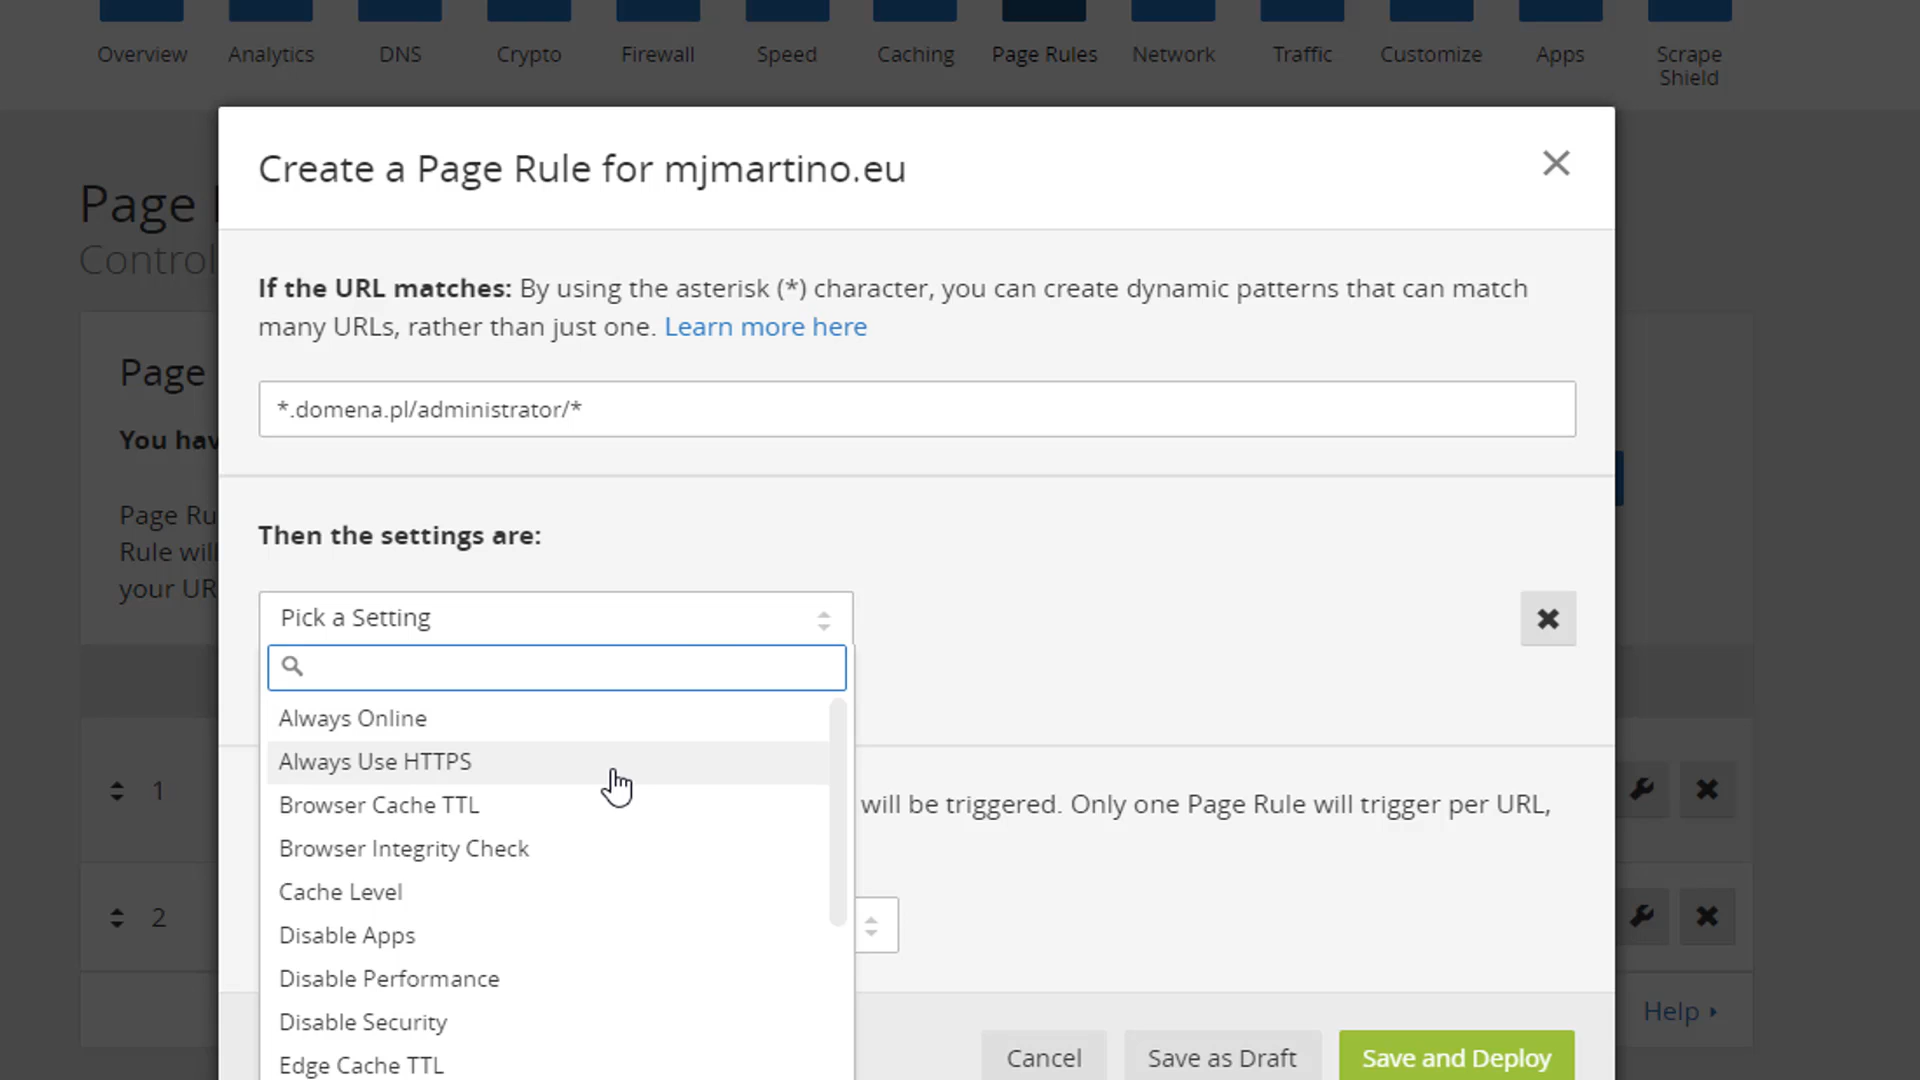 Overview Analytics DNS Crypto Firewall Speed Caching Page Rules Network Traffic Customize Apps Scrape
Shield
Create a Page Rule for mjmartino.eu
Page
Control
If the URL matches: By using the asterisk (*) character, you can create dynamic patterns that can match
many URLs, rather than just one. Learn more here
Page
*.domena.pl/administrator/*
You hav
Page Ru
Rule will
your UR
Then the settings are:
Pick a Setting
Always Online
Always Use HTTPS
Browser Cache TTL
Browser Integrity Check
Cache Level
Disable Apps
Disable Performance
Disable Security
Edge Cache TTL
1
will be triggered. Only one Page Rule will trigger per URL,
2
Help
Cancel Save as Draft Save and Deploy